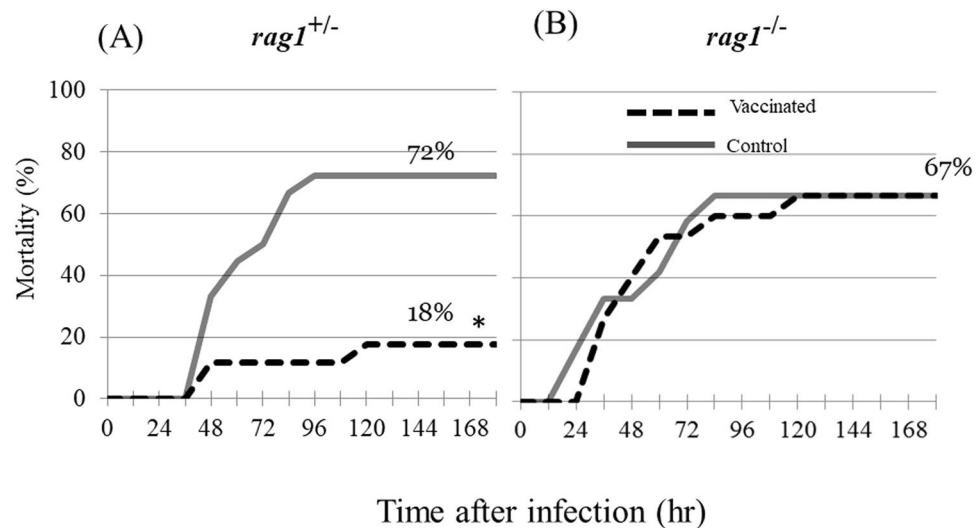 (A) rag1+/-
(B) rag1-/-
Mortality (%)
100
80
60
40
20
0
72%
18% *
0 24 48 72 96 120 144 168
Vaccinated
Control
67%
0 24 48 72 96 120 144 168
Time after infection (hr)